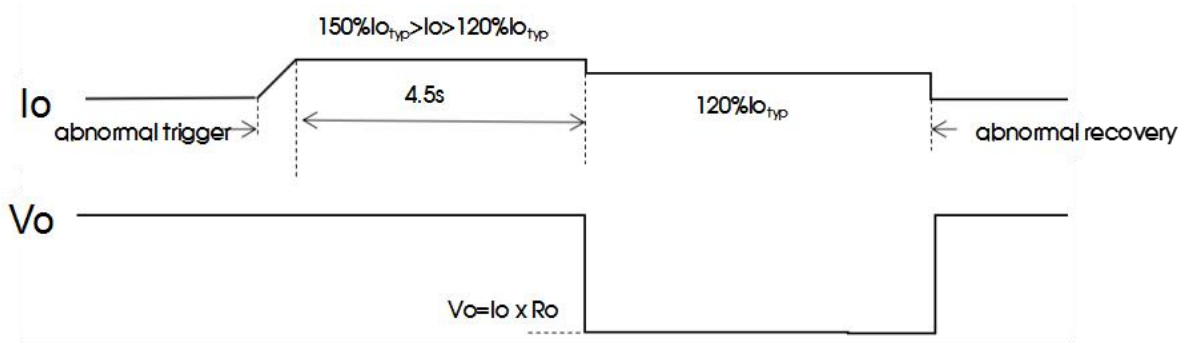 150%Iotyp>Io>120%Iotyp
Io
4.5s
120%Iotyp
abnormal trigger
abnormal recovery
Vo
Vo=Io x Ro